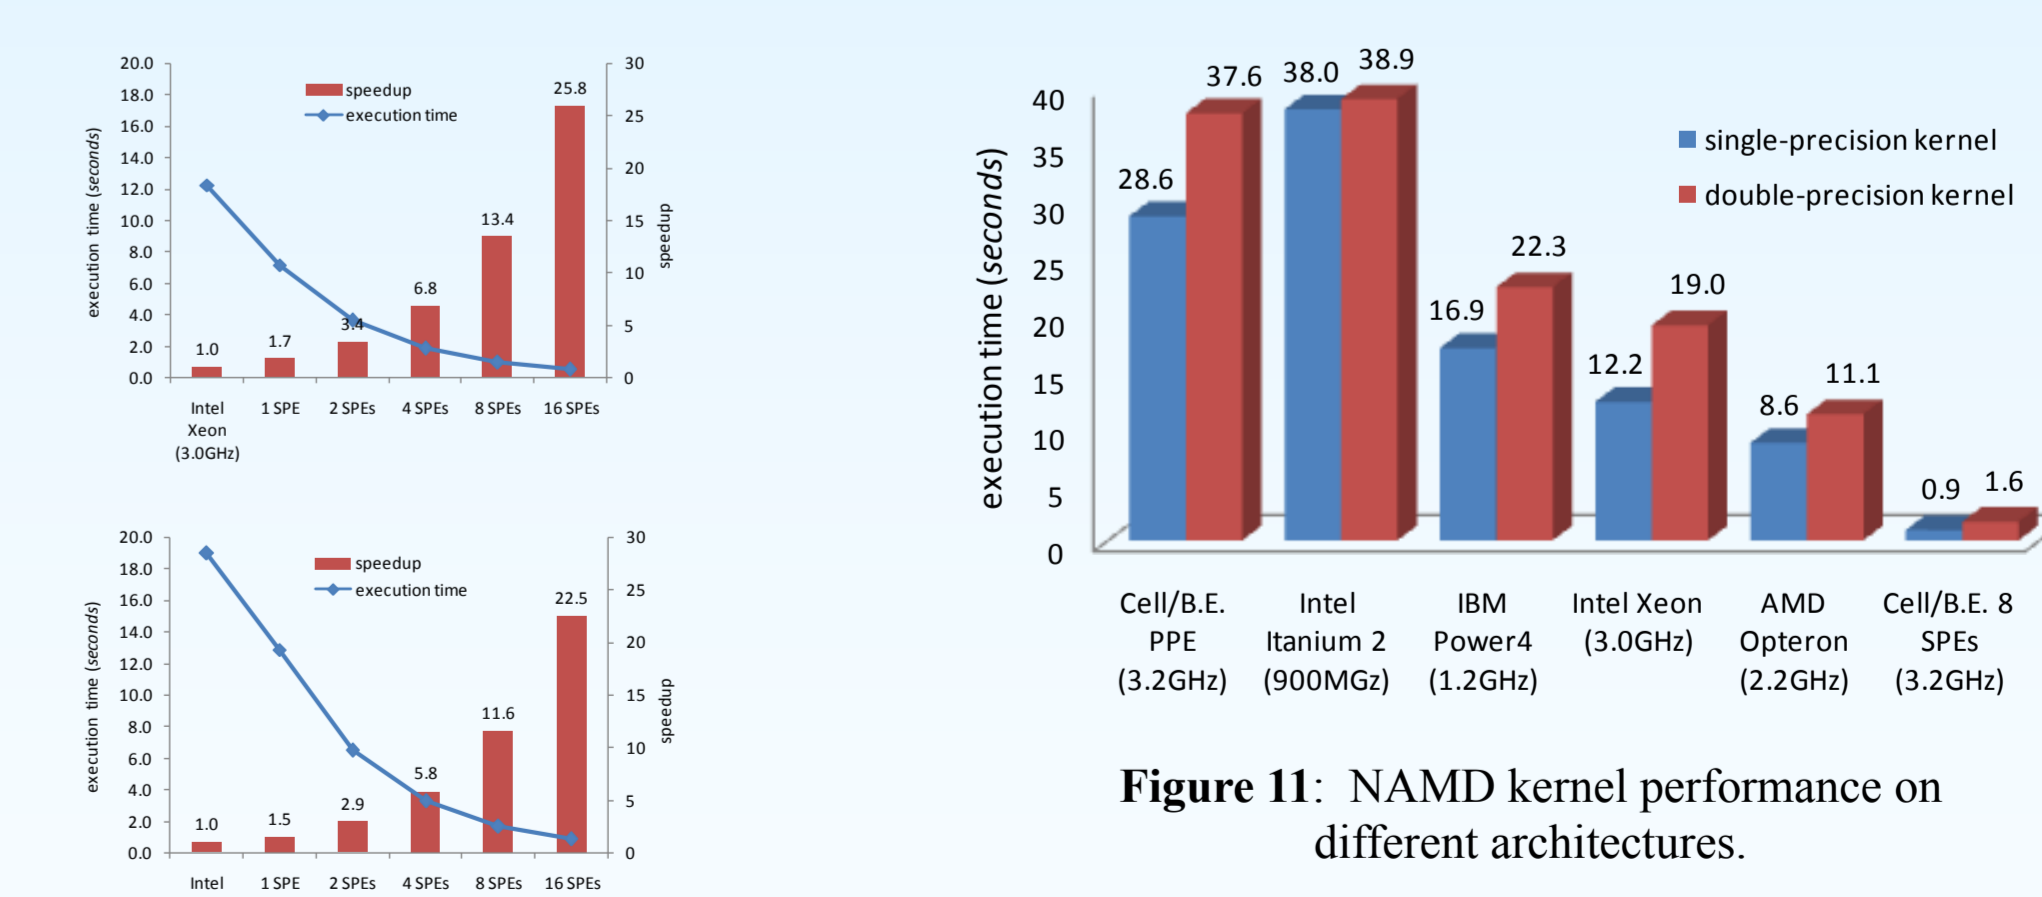 20.0
18.0
16.0
14.0
12.0
10.0
8.0
6.0
4.0
2.0
0.0
execution time (seconds)
speedup
execution time
30
25
20
15
10
5
0
speedup
1.0
1.7
3.4
6.8
13.4
25.8
Intel
Xeon
(3.0GHz)
1 SPE
2 SPEs
4 SPEs
8 SPEs
16 SPEs
20.0
18.0
16.0
14.0
12.0
10.0
8.0
6.0
4.0
2.0
0.0
execution time (seconds)
speedup
execution time
30
25
20
15
10
5
0
speedup
1.0
1.5
2.9
5.8
11.6
22.5
Intel
1 SPE
2 SPEs
4 SPEs
8 SPEs
16 SPEs
40
35
30
25
20
15
10
5
0
execution time (seconds)
single-precision kernel
double-precision kernel
28.6
37.6
38.0
38.9
16.9
22.3
12.2
19.0
8.6
11.1
0.9
1.6
Cell/B.E.
PPE
(3.2GHz)
Intel
Itanium 2
(900MGz)
IBM
Power4
(1.2GHz)
Intel Xeon
(3.0GHz)
AMD
Opteron
(2.2GHz)
Cell/B.E. 8
SPEs
(3.2GHz)
Figure 11: NAMD kernel performance on
different architectures.